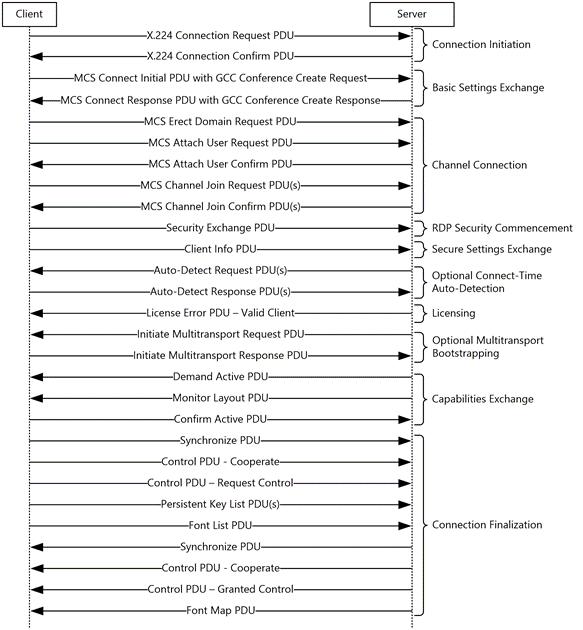 Client
Server
X.224 Connection Request PDU
X.224 Connection Confirm PDU
Connection Initiation
MCS Connect Initial PDU with GCC Conference Create Request
MCS Connect Response PDU with GCC Conference Create Response
Basic Settings Exchange
MCS Erect Domain Request PDU
MCS Attach User Request PDU
MCS Attach User Confirm PDU
MCS Channel Join Request PDU(s)
MCS Channel Join Confirm PDU(s)
Channel Connection
Security Exchange PDU
RDP Security Commencement
Client Info PDU
Secure Settings Exchange
Auto-Detect Request PDU(s)
Auto-Detect Response PDU(s)
Optional Connect-Time
Auto-Detection
License Error PDU – Valid Client
Licensing
Initiate Multitransport Request PDU
Initiate Multitransport Response PDU
Optional Multitransport
Bootstrapping
Demand Active PDU
Monitor Layout PDU
Confirm Active PDU
Capabilities Exchange
Synchronize PDU
Control PDU - Cooperate
Control PDU – Request Control
Persistent Key List PDU(s)
Font List PDU
Synchronize PDU
Control PDU - Cooperate
Control PDU – Granted Control
Font Map PDU
Connection Finalization